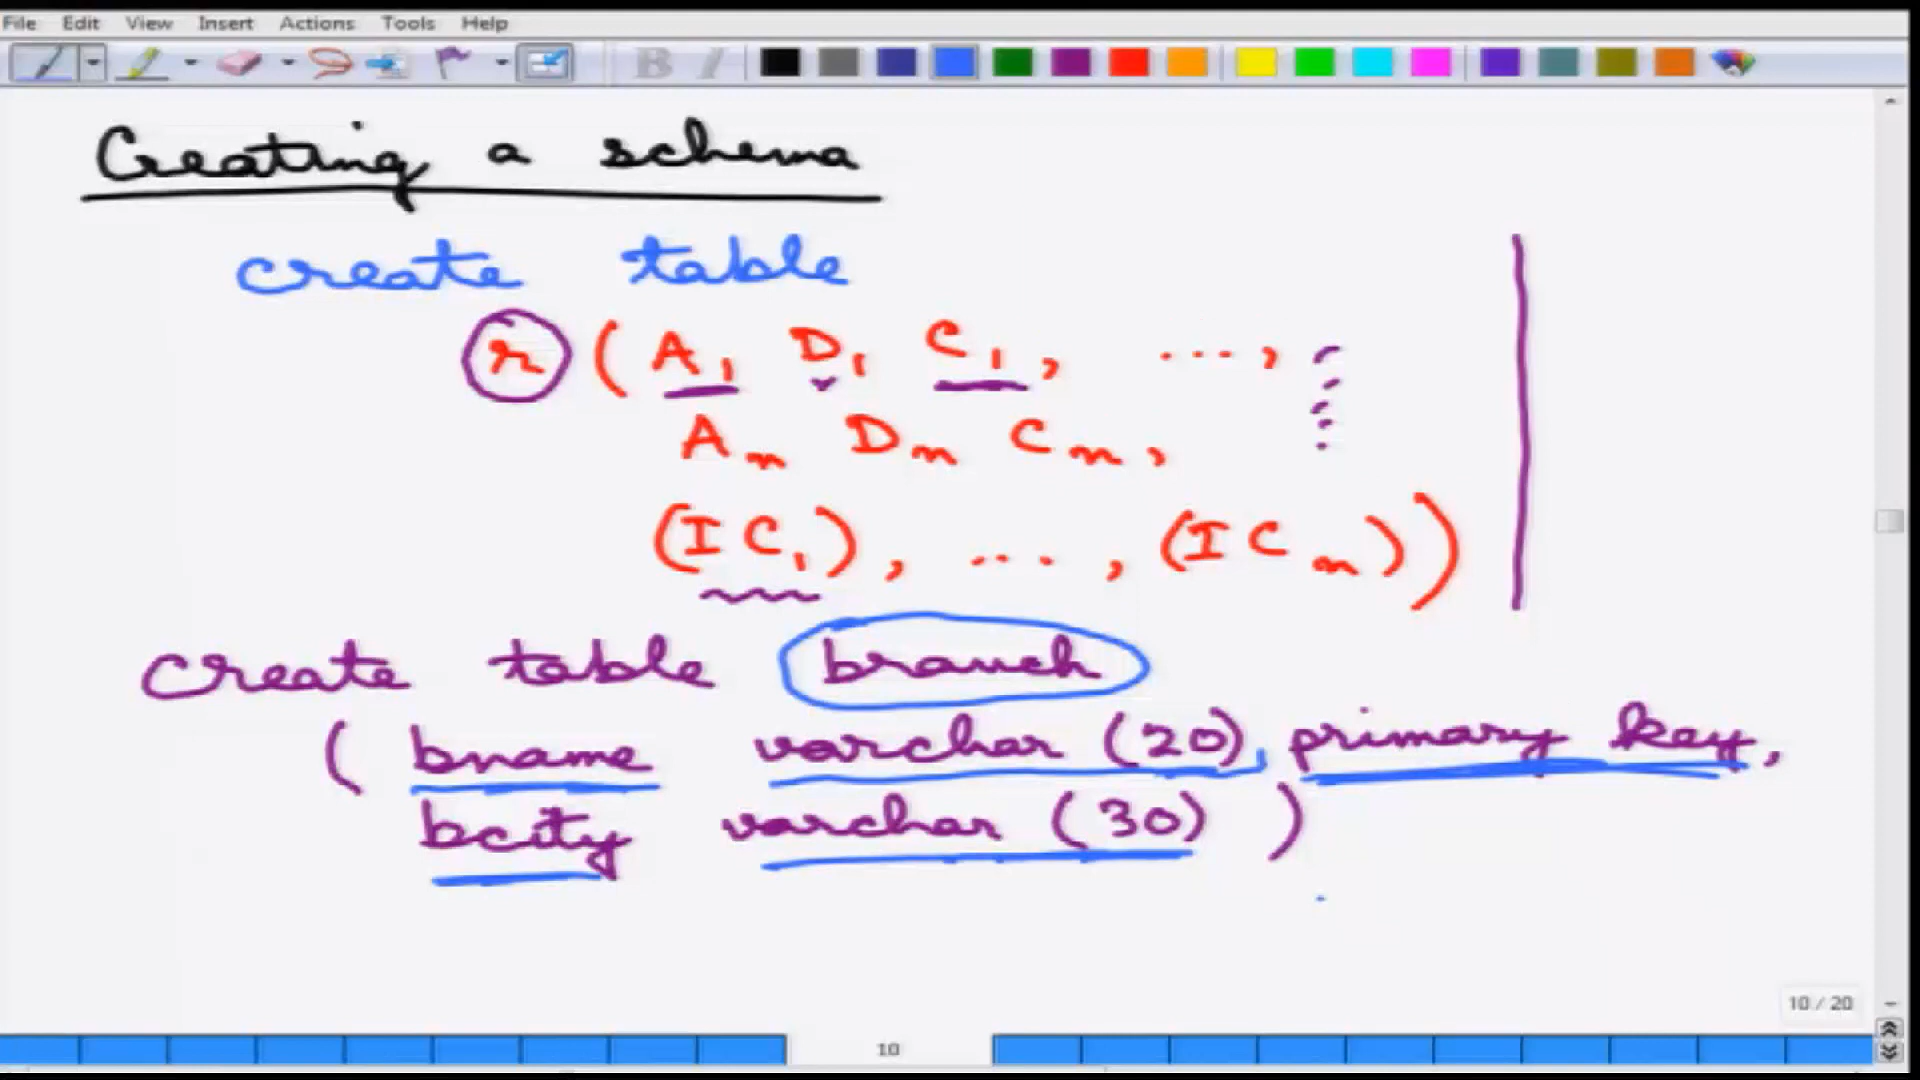 File Edit View Insert Actions Tools Help
B I
Creating a schema
create table
r ( A1 D1 C1, ...,
An Dn Cn,
(IC1), ..., (ICn))
create table branch
( bname varchar (20), primary key,
bcity varchar (30) )
10 / 20
10